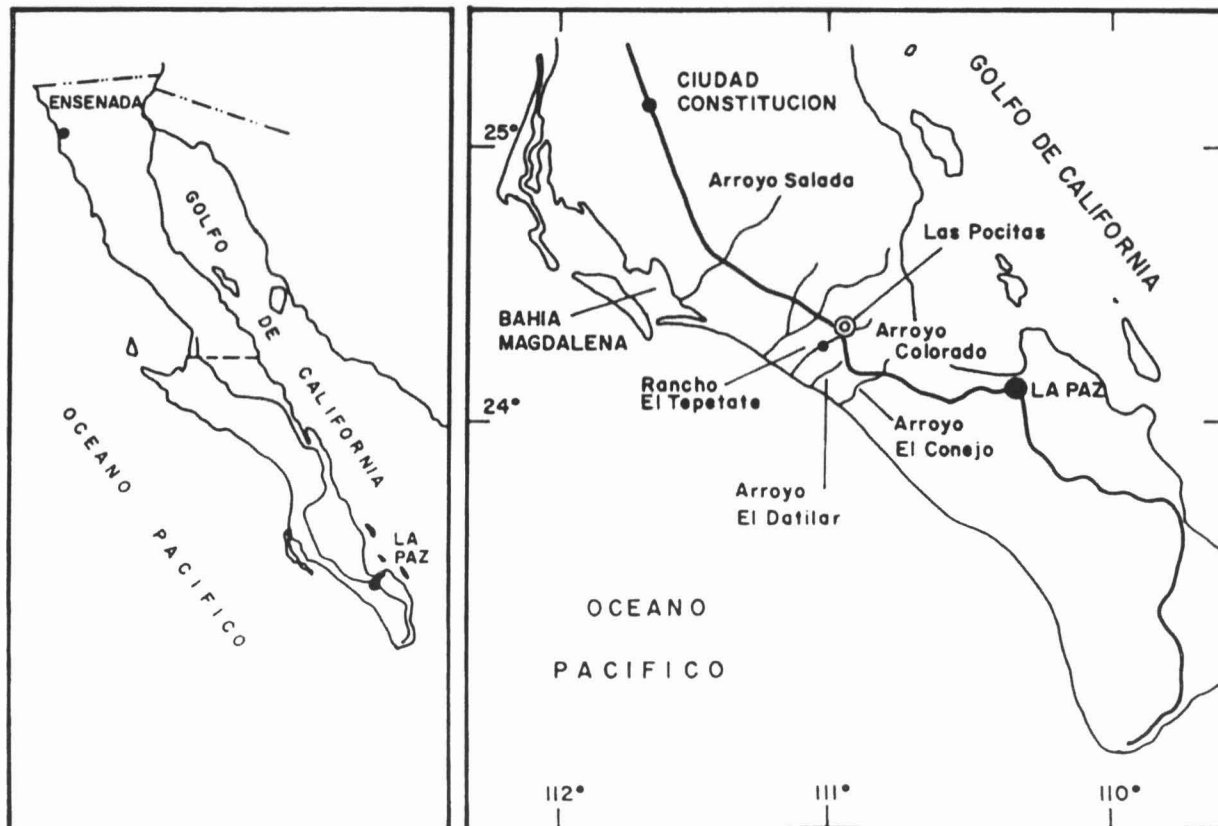 ENSENADA
GOLFO
DE
CALIFORNIA
OCEANO
PACIFICO
LA
PAZ
CIUDAD
CONSTITUCION
GOLFO DE CALIFORNIA
25°
Arroyo Salada
Las Pocitas
BAHIA
MAGDALENA
Arroyo
Colorado
Rancho
El Tepetate
LA PAZ
24°
Arroyo
El Conejo
Arroyo
El Datilar
OCEANO
PACIFICO
112°
111°
110°